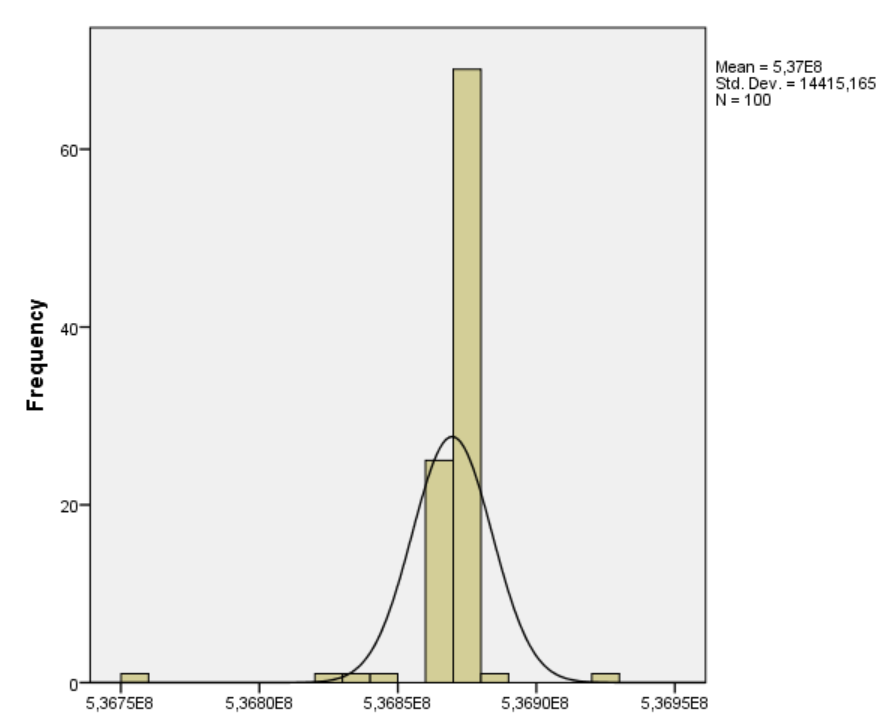 Mean = 5,37E8
Std. Dev. = 14415,165
N = 100
Frequency
60
40
20
0
5,3675E8 5,3680E8 5,3685E8 5,3690E8 5,3695E8